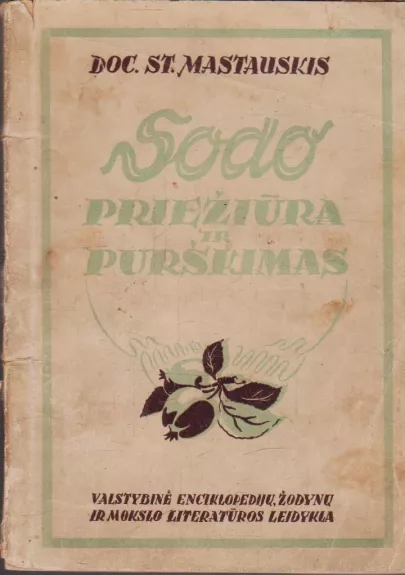 DOC. ST. MASTAUSKIS
Sodo
PRIEŽIŪRA
IR
PURŠKIMAS
VALSTYBINĖ ENCIKLOPEDIJŲ, ŽODYNŲ
IR MOKSLO LITERATŪROS LEIDYKLA